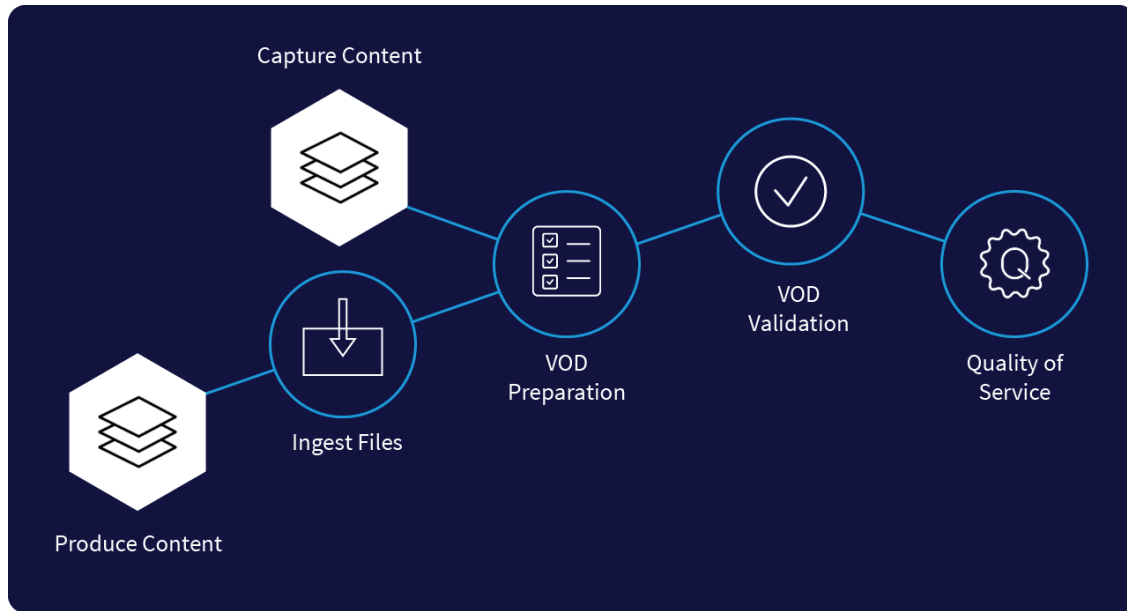 Capture Content
VOD
Validation
VOD
Preparation
Q
Quality of
Service
Ingest Files
Produce Content